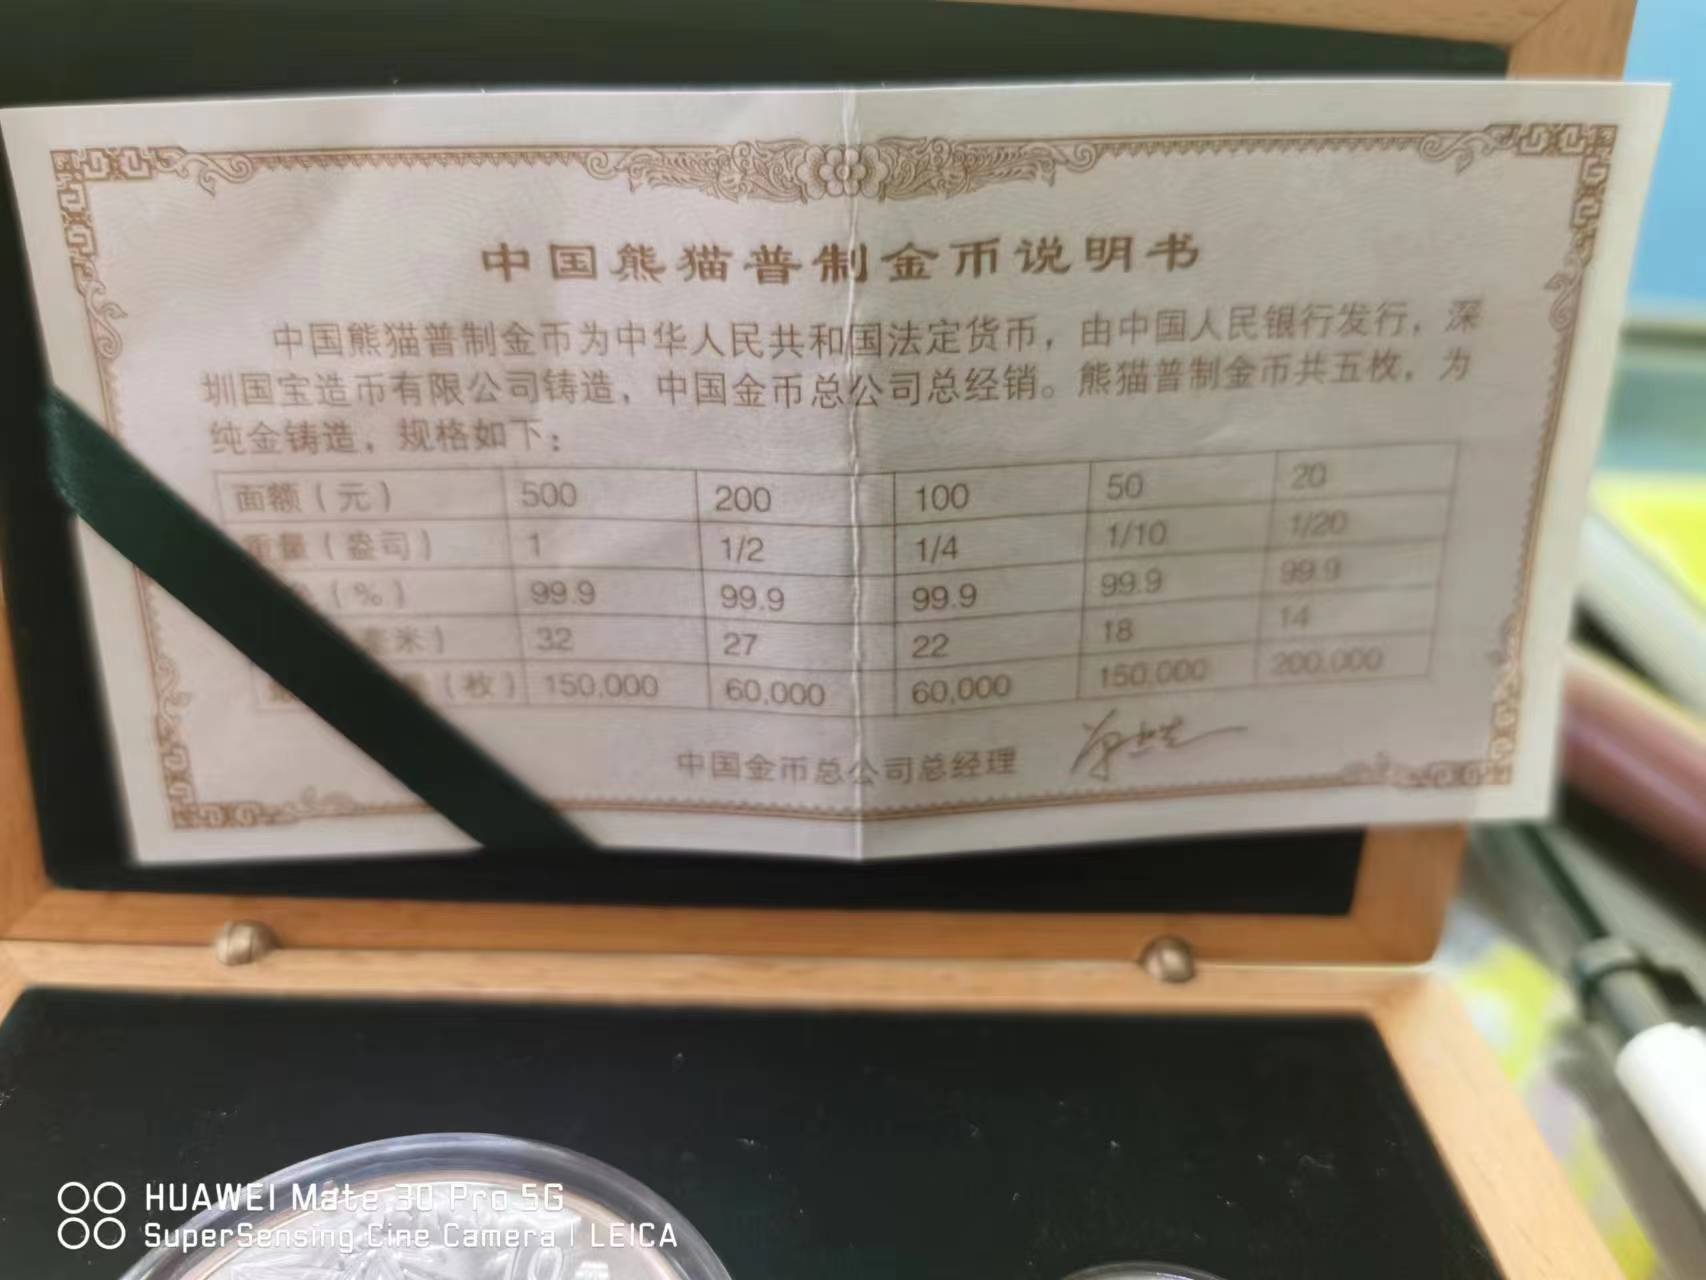 中国熊猫普制金币说明书
中国熊猫普制金币为中华人民共和国法定货币，由中国人民银行发行，深
圳国宝造币有限公司铸造，中国金币总公司总经销。熊猫普制金币共五枚，为
纯金铸造，规格如下：
面额（元） 500 200 100 50 20
重量（盎司） 1 1/2 1/4 1/10 1/20
（%） 99.9 99.9 99.9 99.9 99.9
米） 32 27 22 18 14
（枚） 150,000 60,000 60,000 150,000 200,000
中国金币总公司总经理
HUAWEI Mate 30 Pro 5G
SuperSensing Cine Camera | LEICA
10元